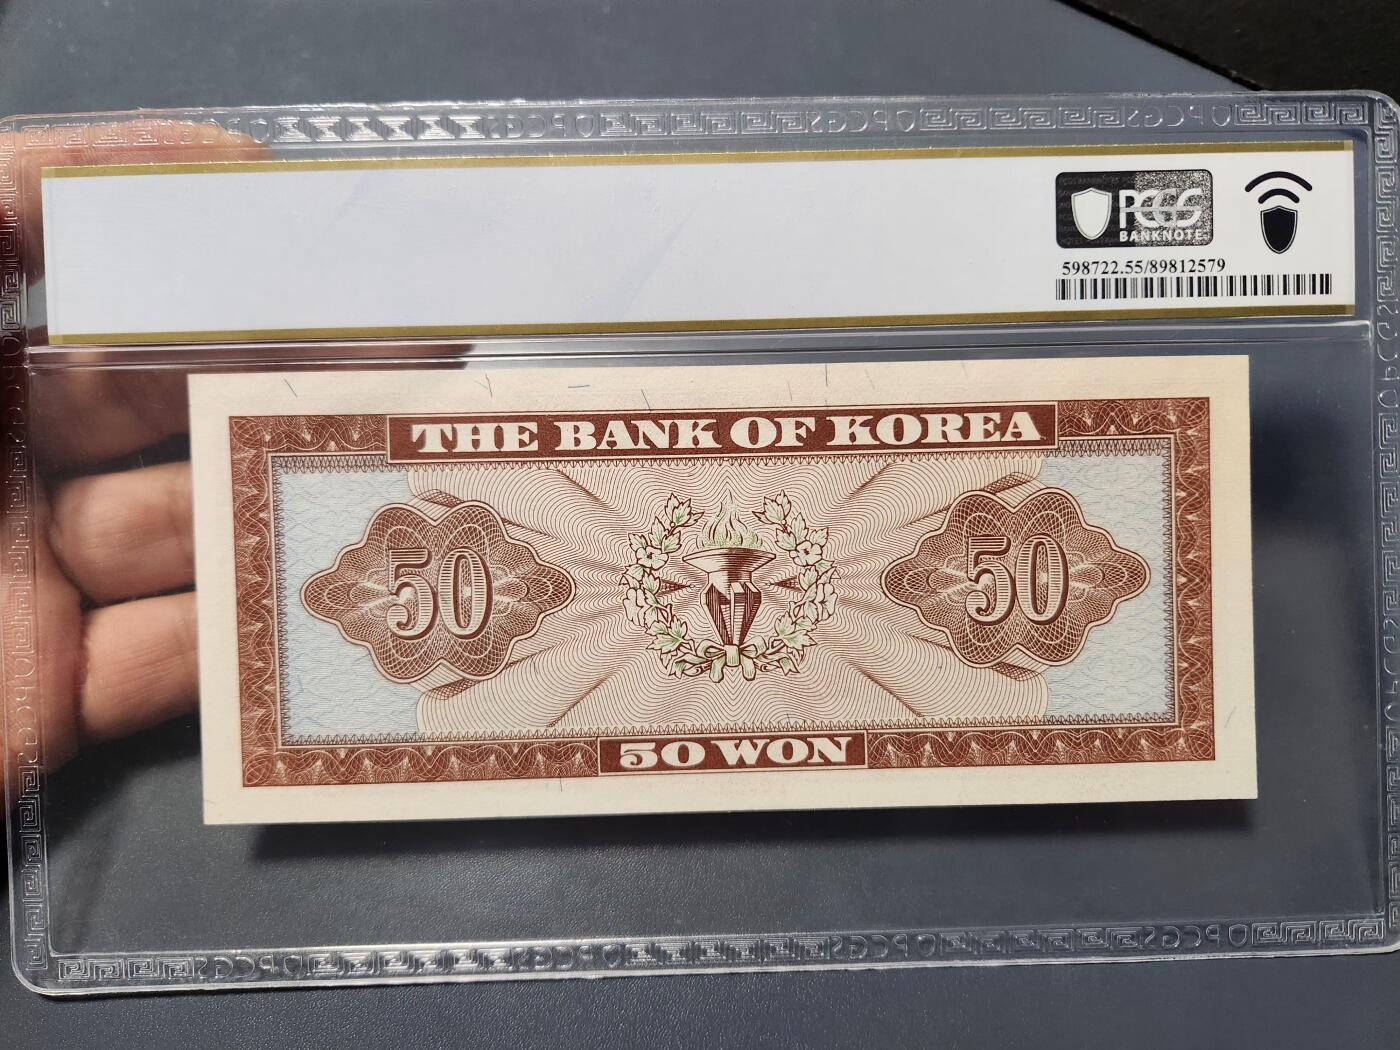 PCGS
BANKNOTE
598722.55/89812579
THE BANK OF KOREA
50
50
50 WON